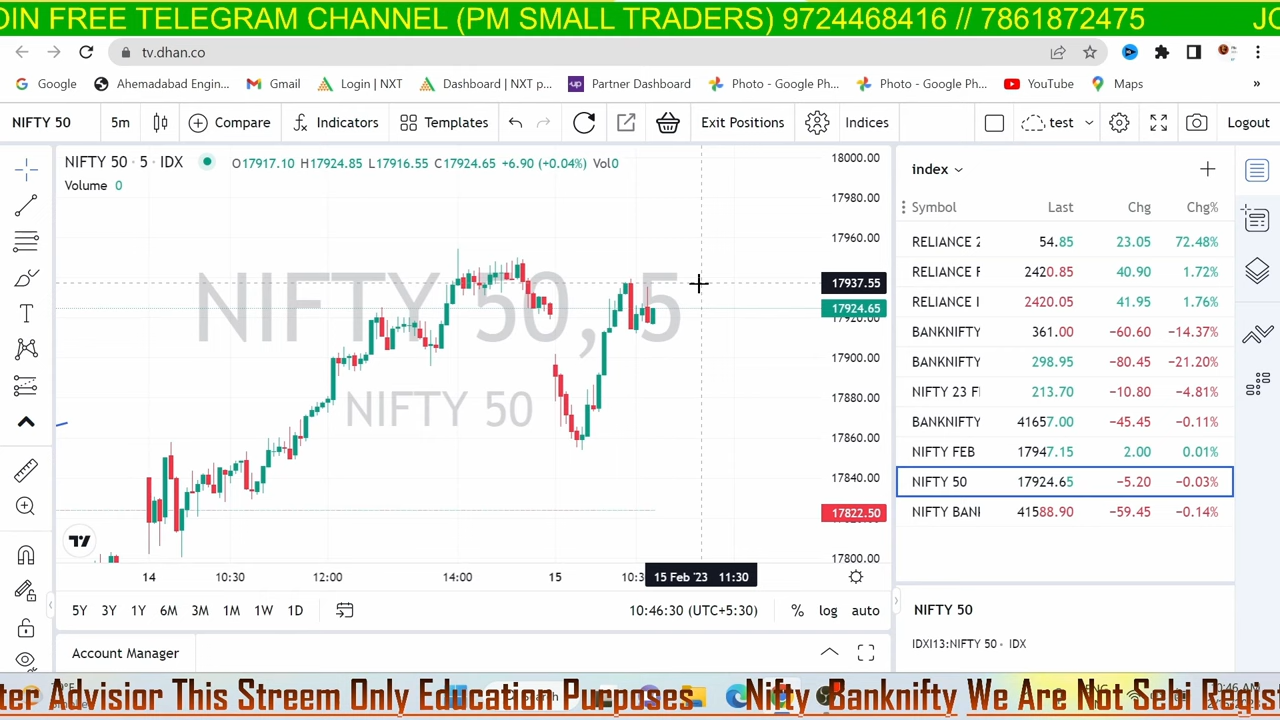 OIN FREE TELEGRAM CHANNEL (PM SMALL TRADERS) 9724468416 // 7861872475 JO
tv.dhan.co
Google Ahemadabad Engin... Gmail Login | NXT Dashboard | NXT p... Partner Dashboard Photo - Google Ph... Photo - Google Ph... YouTube Maps »
NIFTY 50 5m Compare Indicators Templates Exit Positions Indices test Logout
NIFTY 50 · 5 · IDX O17917.10 H17924.85 L17916.55 C17924.65 +6.90 (+0.04%) Vol0
Volume 0
NIFTY 50, 5
NIFTY 50
18000.00
17980.00
17960.00
17937.55
17924.65
17920.00
17900.00
17880.00
17860.00
17840.00
17822.50
17800.00
14 10:30 12:00 14:00 15 10:3 15 Feb '23 11:30
5Y 3Y 1Y 6M 3M 1M 1W 1D 10:46:30 (UTC+5:30) % log auto
Account Manager
index
Symbol Last Chg Chg%
RELIANCE 2 54.85 23.05 72.48%
RELIANCE F 2420.85 40.90 1.72%
RELIANCE I 2420.05 41.95 1.76%
BANKNIFTY 361.00 −60.60 −14.37%
BANKNIFTY 298.95 −80.45 −21.20%
NIFTY 23 FI 213.70 −10.80 −4.81%
BANKNIFTY 41657.00 −45.45 −0.11%
NIFTY FEB 17947.15 2.00 0.01%
NIFTY 50 17924.65 −5.20 −0.03%
NIFTY BANI 41588.90 −59.45 −0.14%
NIFTY 50
IDXI13:NIFTY 50 · IDX
ter Advisior This Streem Only Education Purposes Nifty Banknifty We Are Not Sebi Regist